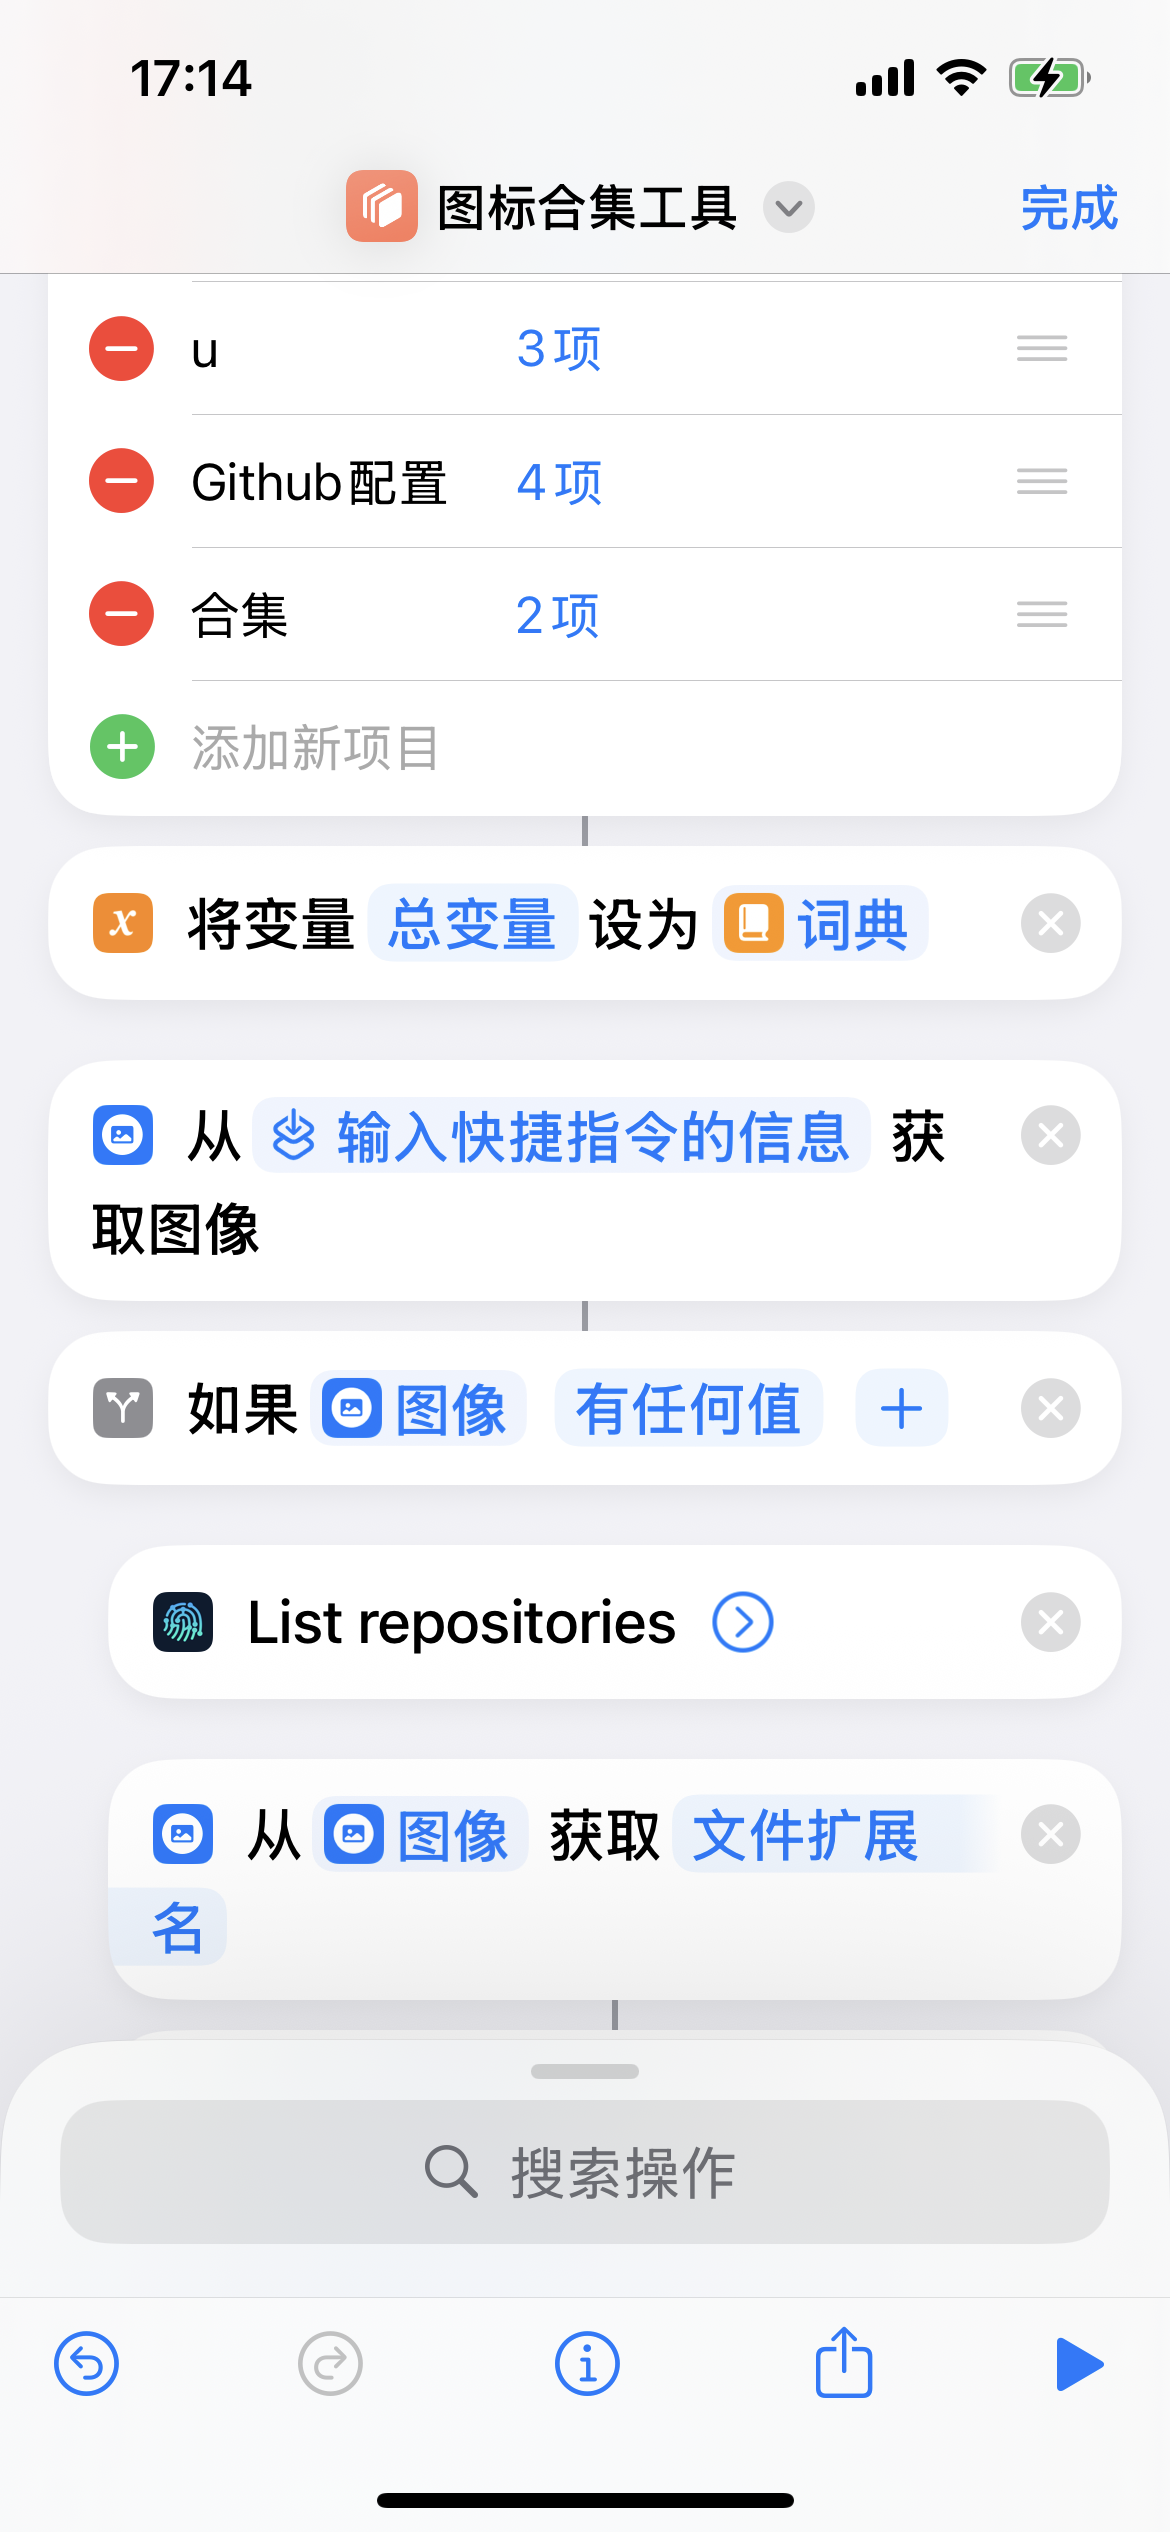 17:14
图标合集工具
完成
u 3项
Github配置 4项
合集 2项
添加新项目
将变量 总变量 设为 词典
从 输入快捷指令的信息 获
取图像
如果 图像 有任何值
List repositories
从 图像 获取 文件扩展
名
搜索操作